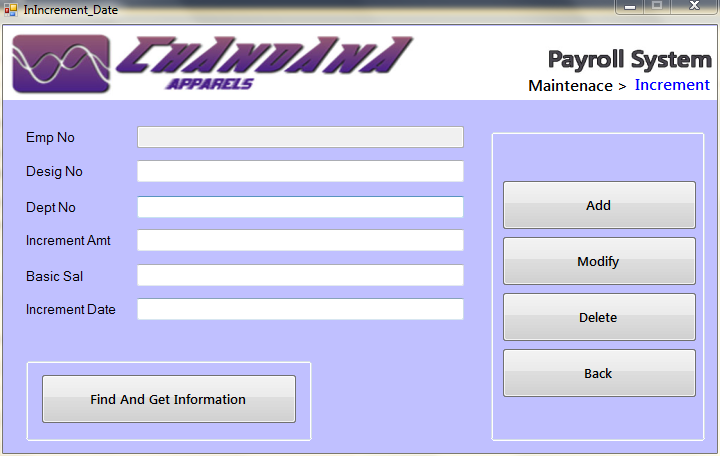 InIncrement_Date
CHANDANA
APPARELS
Payroll System
Maintenace > Increment
Emp No
Desig No
Dept No
Increment Amt
Basic Sal
Increment Date
Add
Modify
Delete
Back
Find And Get Information